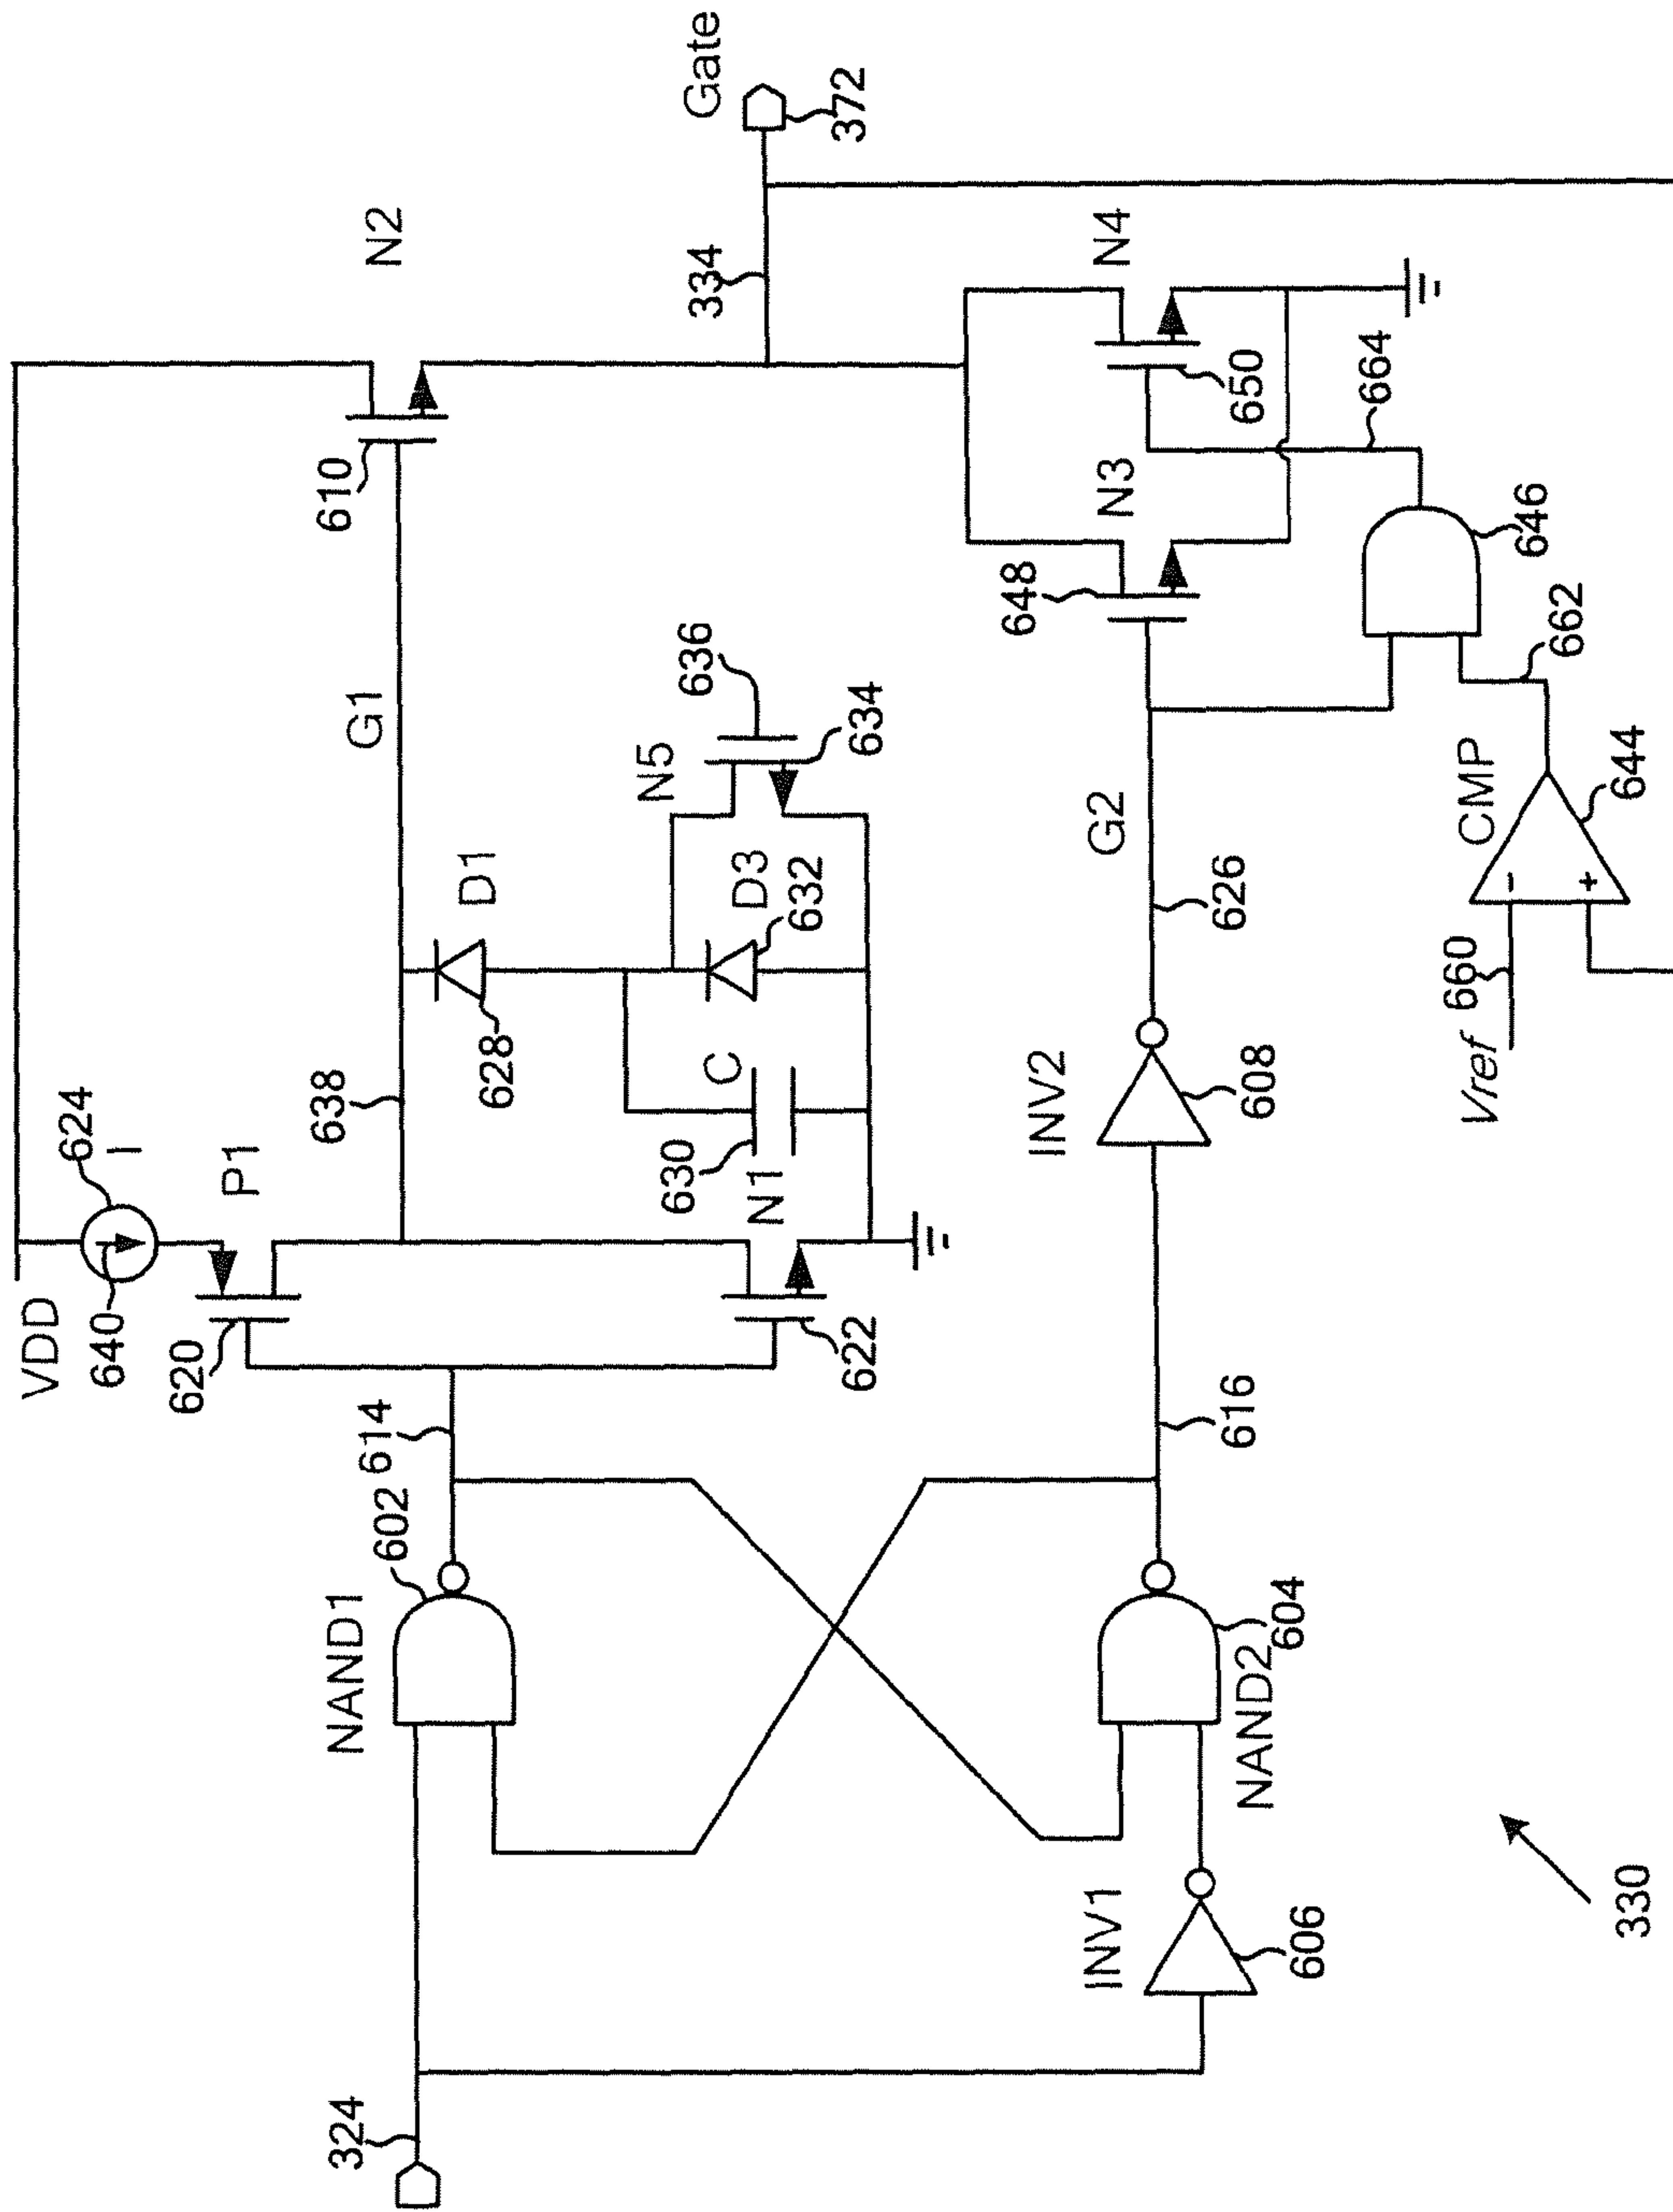 VDD
624
I
640
P1
620
638
G1
N2
610
Gate
372
334
D1
628
C
630
N1
622
D3
632
N5
636
634
NAND1
602
614
324
INV1
606
NAND2
604
616
INV2
608
G2
626
648
N3
N4
650
664
646
662
CMP
644
Vref
660
330